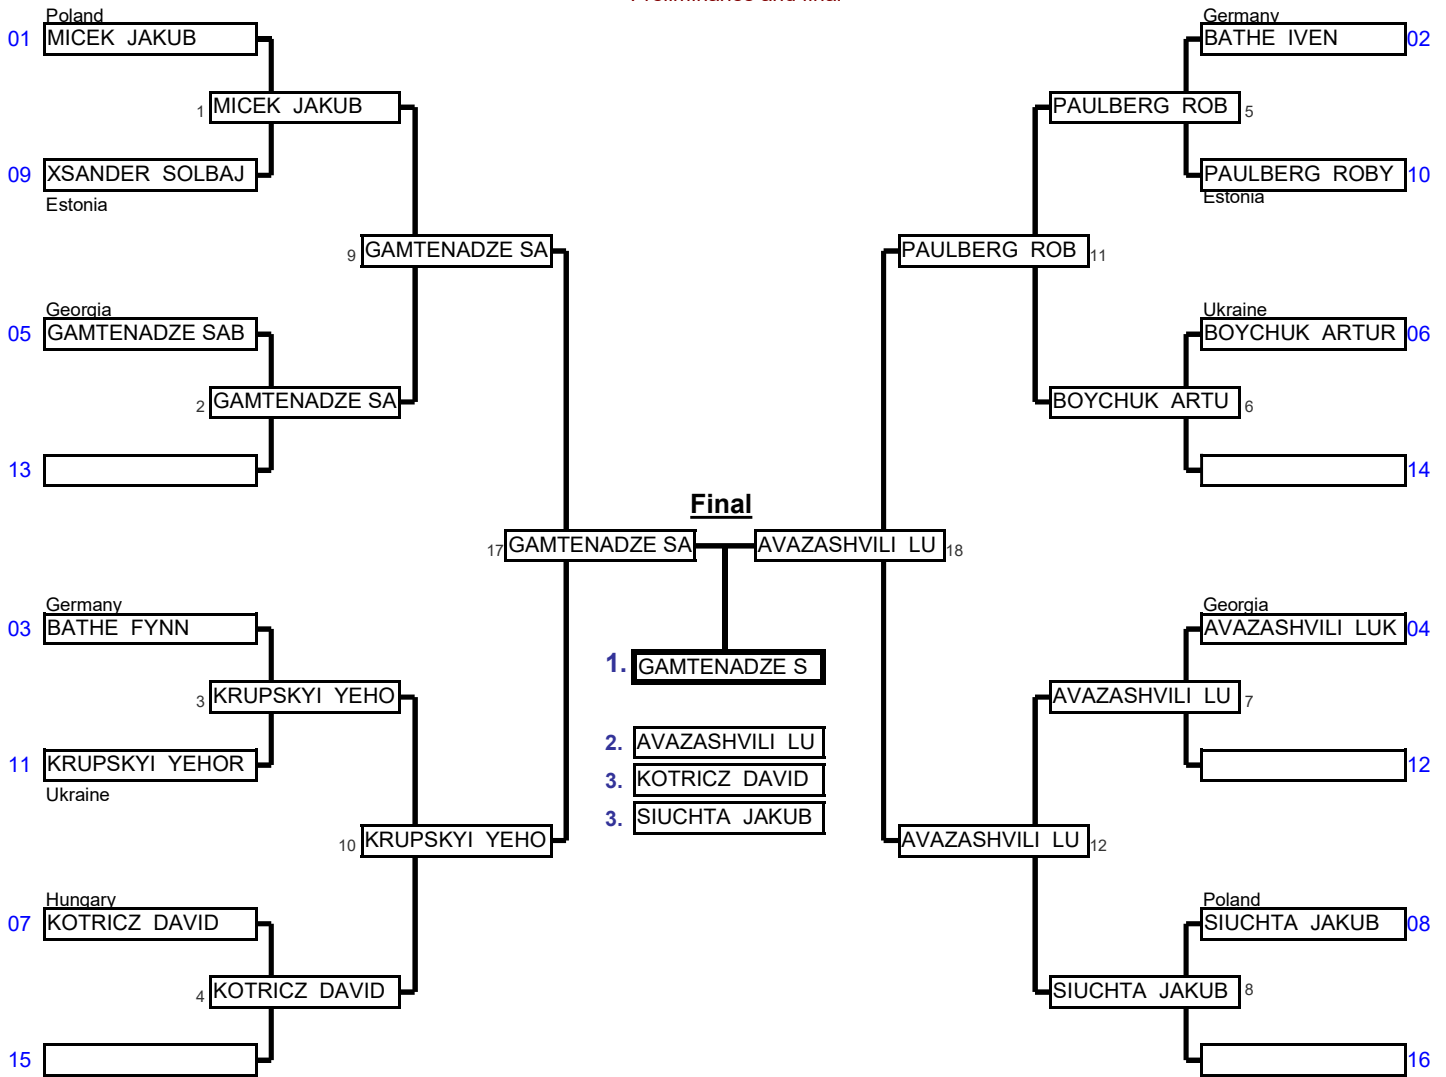 Preliminaries and final
Poland
01 MICEK JAKUB
1 MICEK JAKUB
09 XSANDER SOLBAJ
Estonia
9 GAMTENADZE SA
Georgia
05 GAMTENADZE SAB
2 GAMTENADZE SA
13
17 GAMTENADZE SA
Germany
03 BATHE FYNN
3 KRUPSKYI YEHO
11 KRUPSKYI YEHOR
Ukraine
10 KRUPSKYI YEHO
Hungary
07 KOTRICZ DAVID
4 KOTRICZ DAVID
15
Final
1. GAMTENADZE S
2. AVAZASHVILI LU
3. KOTRICZ DAVID
3. SIUCHTA JAKUB
Germany
BATHE IVEN 02
PAULBERG ROB 5
PAULBERG ROBY 10
Estonia
PAULBERG ROB 11
Ukraine
BOYCHUK ARTUR 06
BOYCHUK ARTU 6
14
AVAZASHVILI LU 18
Georgia
AVAZASHVILI LUK 04
AVAZASHVILI LU 7
12
AVAZASHVILI LU 12
Poland
SIUCHTA JAKUB 08
SIUCHTA JAKUB 8
16